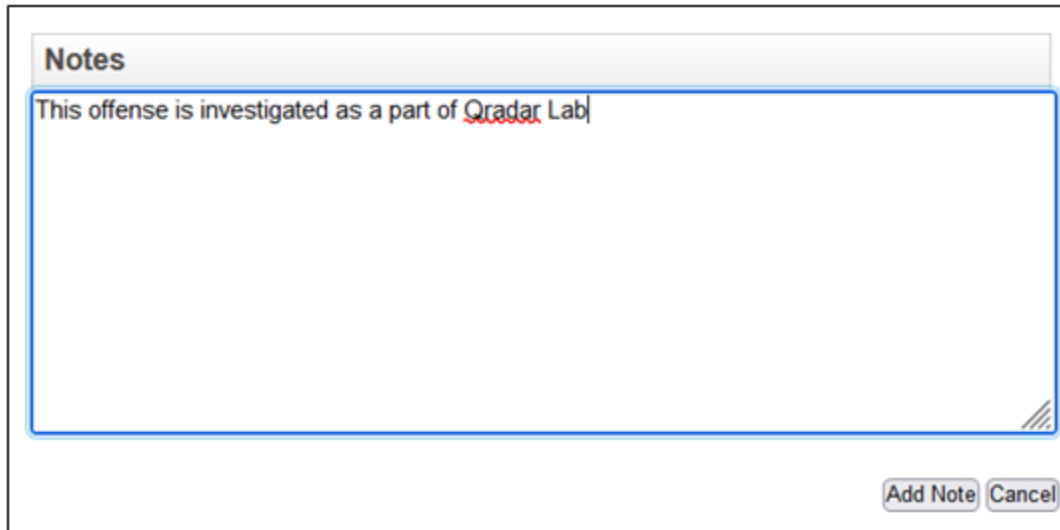 Notes
This offense is investigated as a part of Qradar Lab
Add Note Cancel